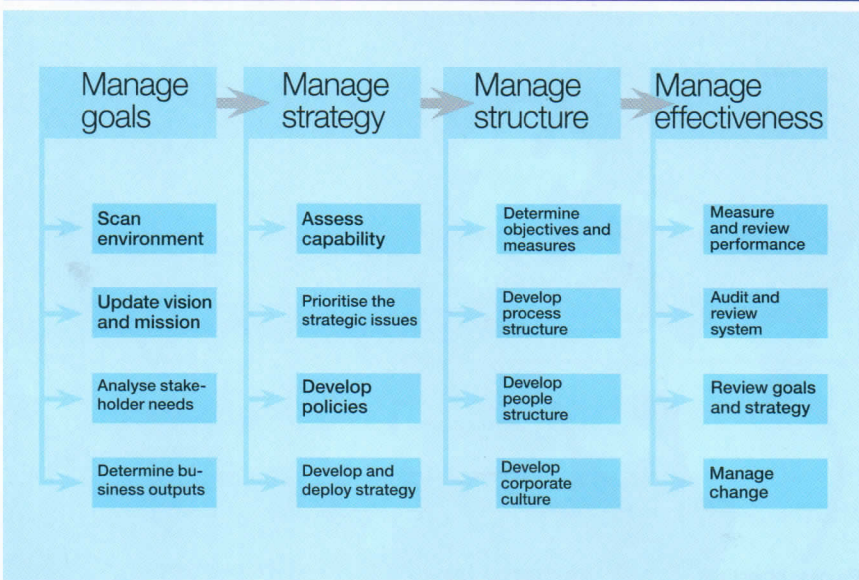 Manage
goals
Manage
strategy
Manage
structure
Manage
effectiveness
Scan
environment
Update vision
and mission
Analyse stake-
holder needs
Determine bu-
siness outputs
Assess
capability
Prioritise the
strategic issues
Develop
policies
Develop and
deploy strategy
Determine
objectives and
measures
Develop
process
structure
Develop
people
structure
Develop
corporate
culture
Measure
and review
performance
Audit and
review
system
Review goals
and strategy
Manage
change